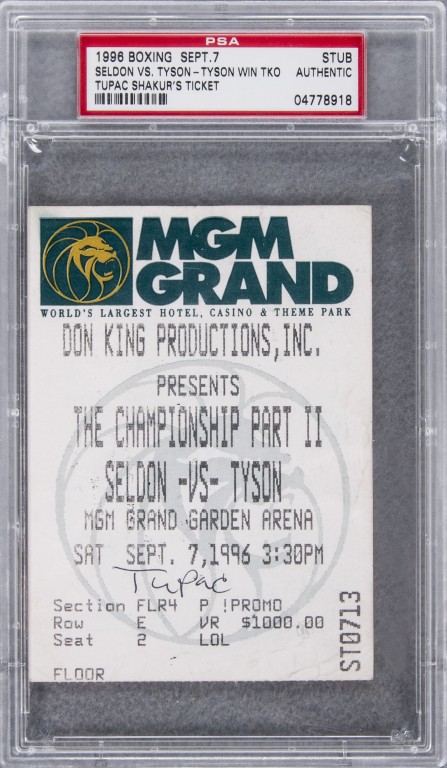 PSA
1996 BOXING SEPT.7 STUB
SELDON VS. TYSON - TYSON WIN TKO AUTHENTIC
TUPAC SHAKUR'S TICKET
04778918
MGM
GRAND
WORLD'S LARGEST HOTEL, CASINO & THEME PARK
DON KING PRODUCTIONS,INC.
PRESENTS
THE CHAMPIONSHIP PART II
SELDON -VS- TYSON
MGM GRAND GARDEN ARENA
SAT SEPT. 7,1996 3:30PM
Tupac
Section FLR4 P !PROMO
Row E VR $1000.00
Seat 2 LOL
FLOOR
ST0713